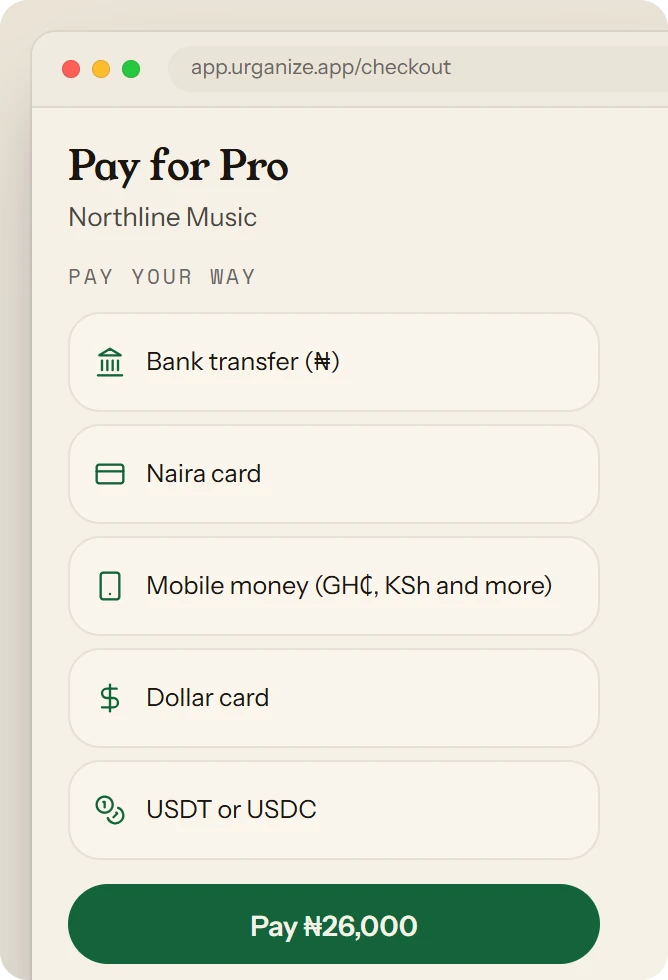 app.urganize.app/checkout
Pay for Pro
Northline Music
PAY YOUR WAY
Bank transfer (₦)
Naira card
Mobile money (GH₵, KSh and more)
Dollar card
USDT or USDC
Pay ₦26,000